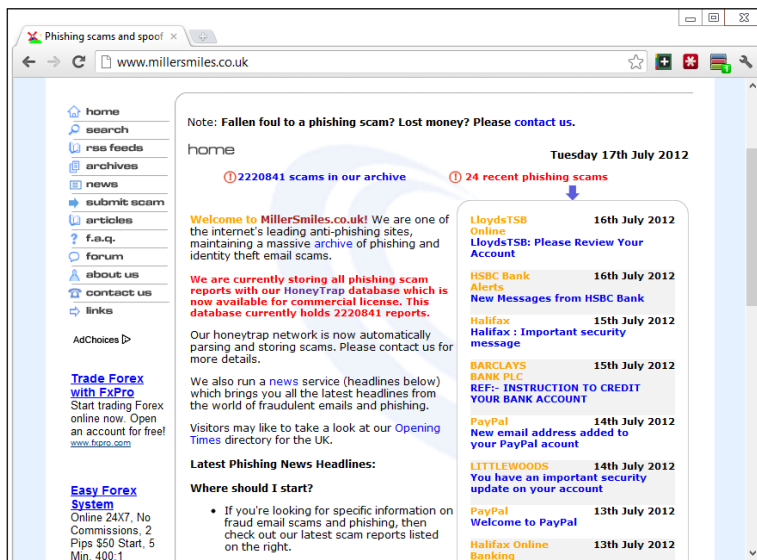 Phishing scams and spoof
www.millersmiles.co.uk
home
search
rss feeds
archives
news
submit scam
articles
f.a.q.
forum
about us
contact us
links
AdChoices
Trade Forex
with FxPro
Start trading Forex
online now. Open
an account for free!
www.fxpro.com
Easy Forex
System
Online 24X7, No
Commissions, 2
Pips $50 Start, 5
Min. 400:1
Note: Fallen foul to a phishing scam? Lost money? Please contact us.
home
Tuesday 17th July 2012
2220841 scams in our archive
24 recent phishing scams
Welcome to MillerSmiles.co.uk! We are one of
the internet's leading anti-phishing sites,
maintaining a massive archive of phishing and
identity theft email scams.
We are currently storing all phishing scam
reports with our HoneyTrap database which is
now available for commercial license. This
database currently holds 2220841 reports.
Our honeytrap network is now automatically
parsing and storing scams. Please contact us for
more details.
We also run a news service (headlines below)
which brings you all the latest headlines from
the world of fraudulent emails and phishing.
Visitors may like to take a look at our Opening
Times directory for the UK.
Latest Phishing News Headlines:
Where should I start?
• If you're looking for specific information on
fraud email scams and phishing, then
check out our latest scam reports listed
on the right.
LloydsTSB 16th July 2012
Online
LloydsTSB: Please Review Your
Account
HSBC Bank 16th July 2012
Alerts
New Messages from HSBC Bank
Halifax 15th July 2012
Halifax : Important security
message
BARCLAYS 15th July 2012
BANK PLC
REF:- INSTRUCTION TO CREDIT
YOUR BANK ACCOUNT
PayPal 14th July 2012
New email address added to
your PayPal acount
LITTLEWOODS 14th July 2012
You have an important security
update on your account
PayPal 13th July 2012
Welcome to PayPal
Halifax Online 13th July 2012
Banking